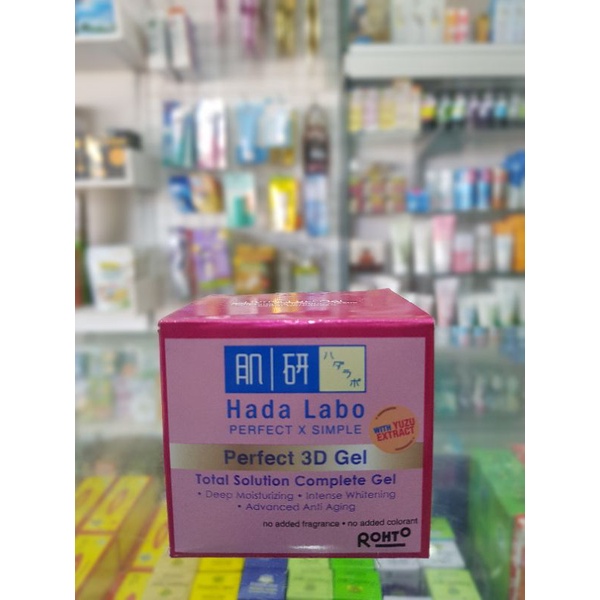 肌研
ハダラボ
Hada Labo
PERFECT X SIMPLE
WITH YUZU
EXTRACT
Perfect 3D Gel
Total Solution Complete Gel
• Deep Moisturizing • Intense Whitening
• Advanced Anti Aging
no added fragrance • no added colorant
ROHTO